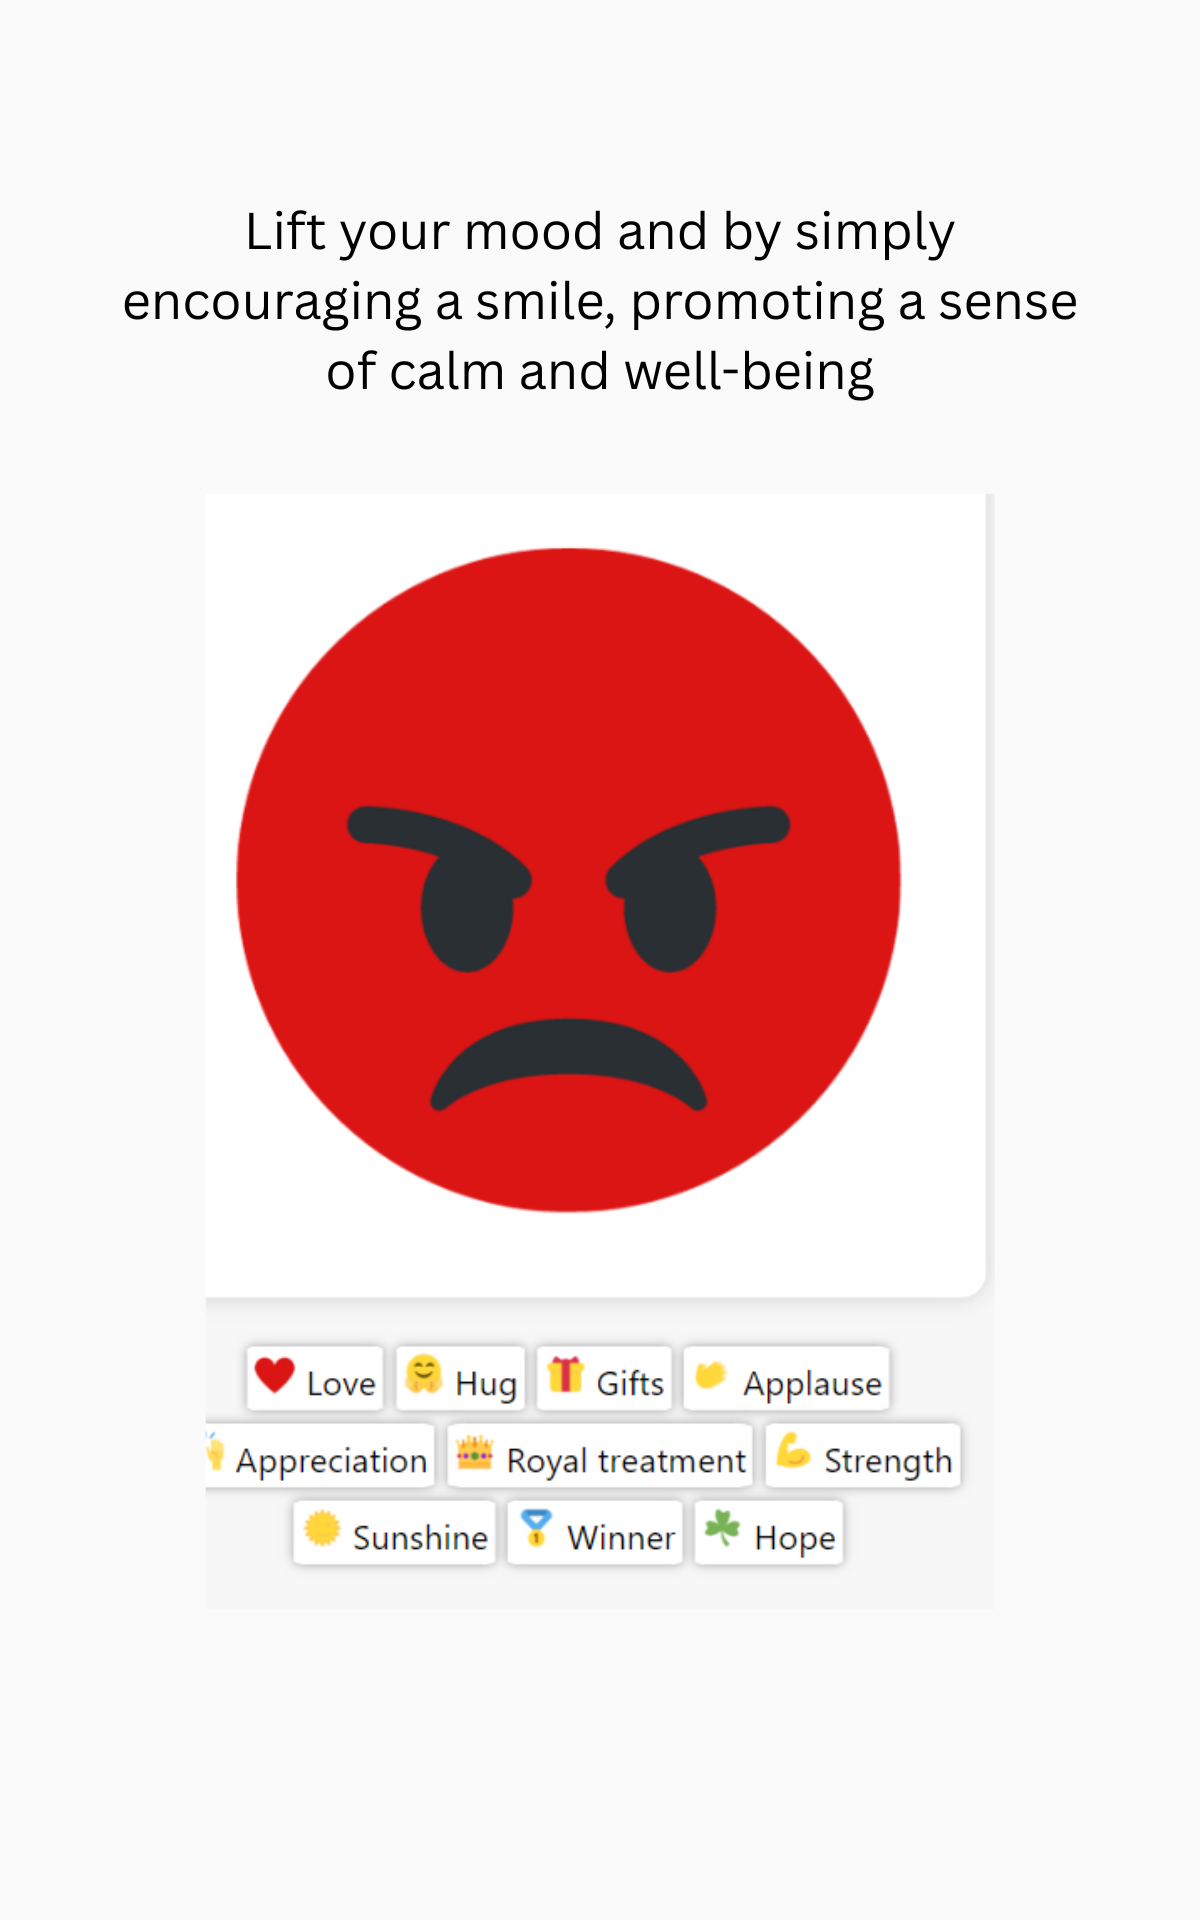 Lift your mood and by simply
encouraging a smile, promoting a sense
of calm and well-being
Love Hug Gifts Applause
Appreciation Royal treatment Strength
Sunshine 1 Winner Hope